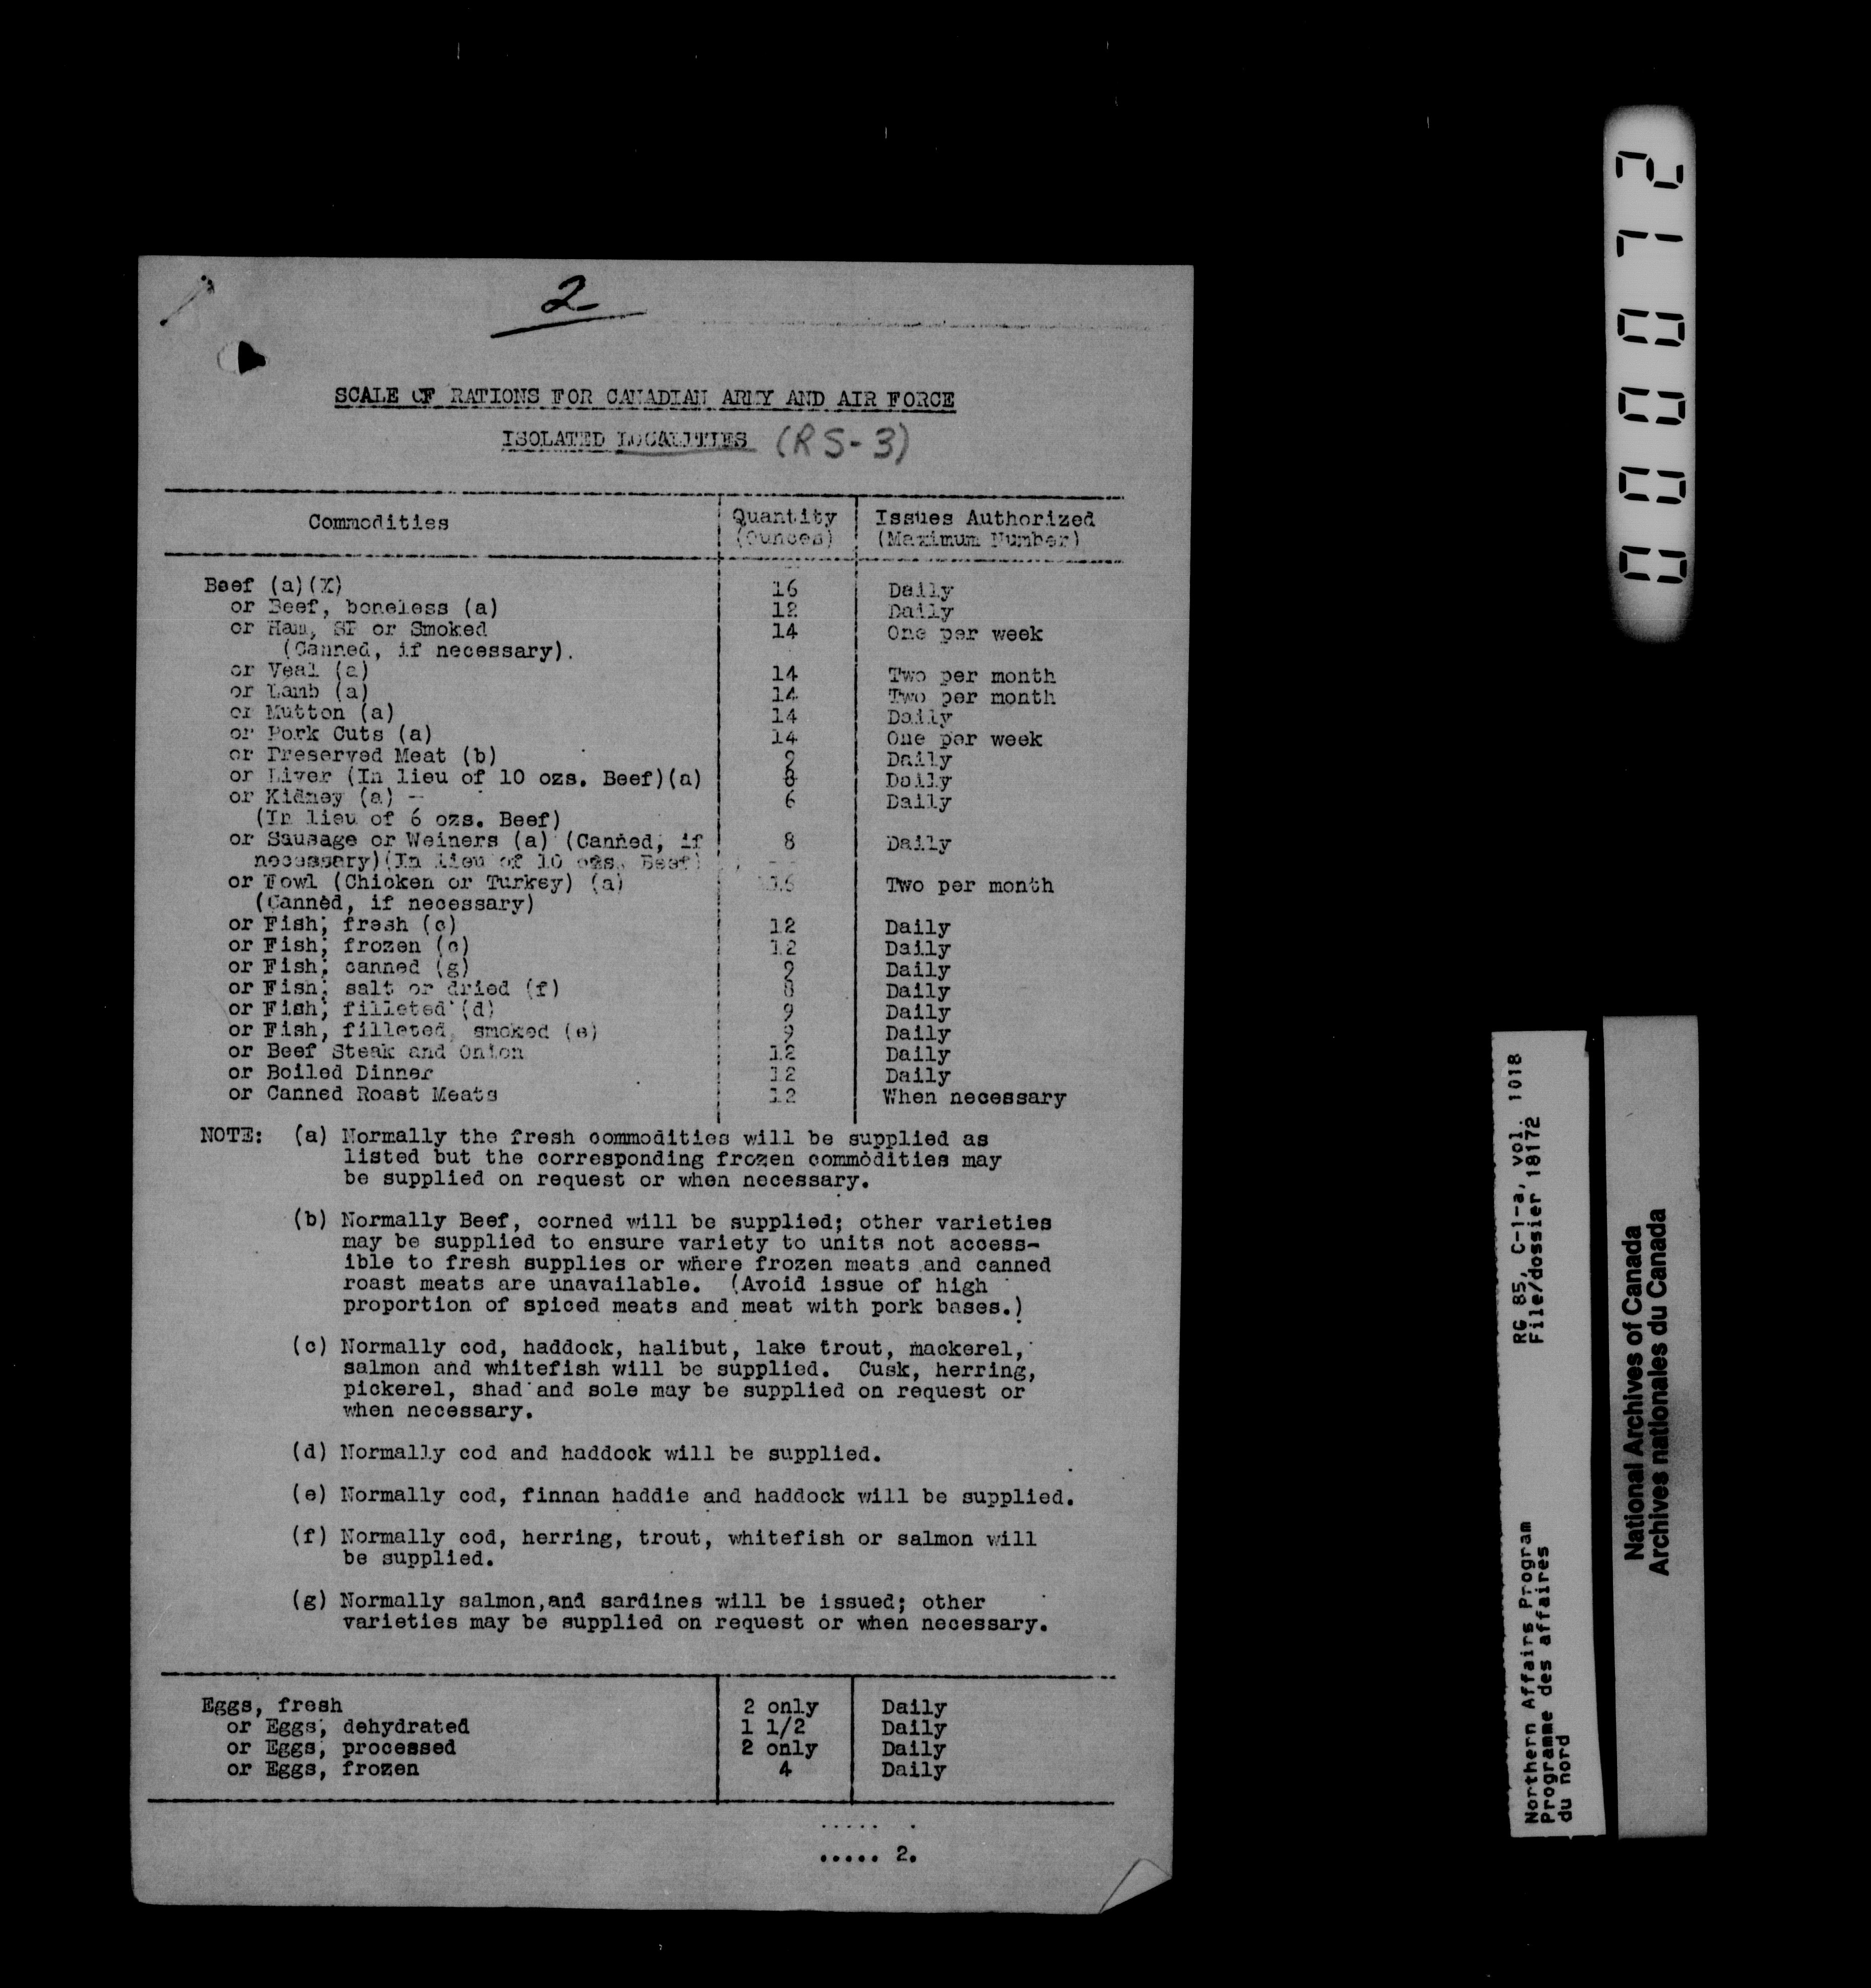 2
SCALE OF RATIONS FOR CANADIAN ARMY AND AIR FORCE
ISOLATED LOCALITIES (RS-3)
Commodities Quantity (Ounces) Issues Authorized (Maximum Number)
Beef (a)(X) 16 Daily
or Beef, boneless (a) 12 Daily
or Ham, SP or Smoked 14 One per week
(Canned, if necessary).
or Veal (a) 14 Two per month
or Lamb (a) 14 Two per month
or Mutton (a) 14 Daily
or Pork Cuts (a) 14 One per week
or Preserved Meat (b) 9 Daily
or Liver (In lieu of 10 ozs. Beef)(a) 8 Daily
or Kidney (a) - 6 Daily
(In lieu of 6 ozs. Beef)
or Sausage or Weiners (a) (Canned, if 8 Daily
necessary)(In lieu of 10 ozs. Beef)
or Fowl (Chicken or Turkey) (a) 16 Two per month
(Canned, if necessary)
or Fish; fresh (c) 12 Daily
or Fish; frozen (c) 12 Daily
or Fish; canned (g) 9 Daily
or Fish; salt or dried (f) 8 Daily
or Fish; filleted (d) 9 Daily
or Fish, filleted, smoked (e) 9 Daily
or Beef Steak and Onion 12 Daily
or Boiled Dinner 12 Daily
or Canned Roast Meats 12 When necessary
NOTE: (a) Normally the fresh commodities will be supplied as
listed but the corresponding frozen commodities may
be supplied on request or when necessary.
(b) Normally Beef, corned will be supplied; other varieties
may be supplied to ensure variety to units not access-
ible to fresh supplies or where frozen meats and canned
roast meats are unavailable. (Avoid issue of high
proportion of spiced meats and meat with pork bases.)
(c) Normally cod, haddock, halibut, lake trout, mackerel,
salmon and whitefish will be supplied. Cusk, herring,
pickerel, shad and sole may be supplied on request or
when necessary.
(d) Normally cod and haddock will be supplied.
(e) Normally cod, finnan haddie and haddock will be supplied.
(f) Normally cod, herring, trout, whitefish or salmon will
be supplied.
(g) Normally salmon,and sardines will be issued; other
varieties may be supplied on request or when necessary.
Eggs, fresh 2 only Daily
or Eggs; dehydrated 1 1/2 Daily
or Eggs; processed 2 only Daily
or Eggs, frozen 4 Daily
..... 2.
000072
RG 85, C-1-a, vol. 1018
File/dossier 18172
Northern Affairs Program
Programme des affaires
du nord
National Archives of Canada
Archives nationales du Canada